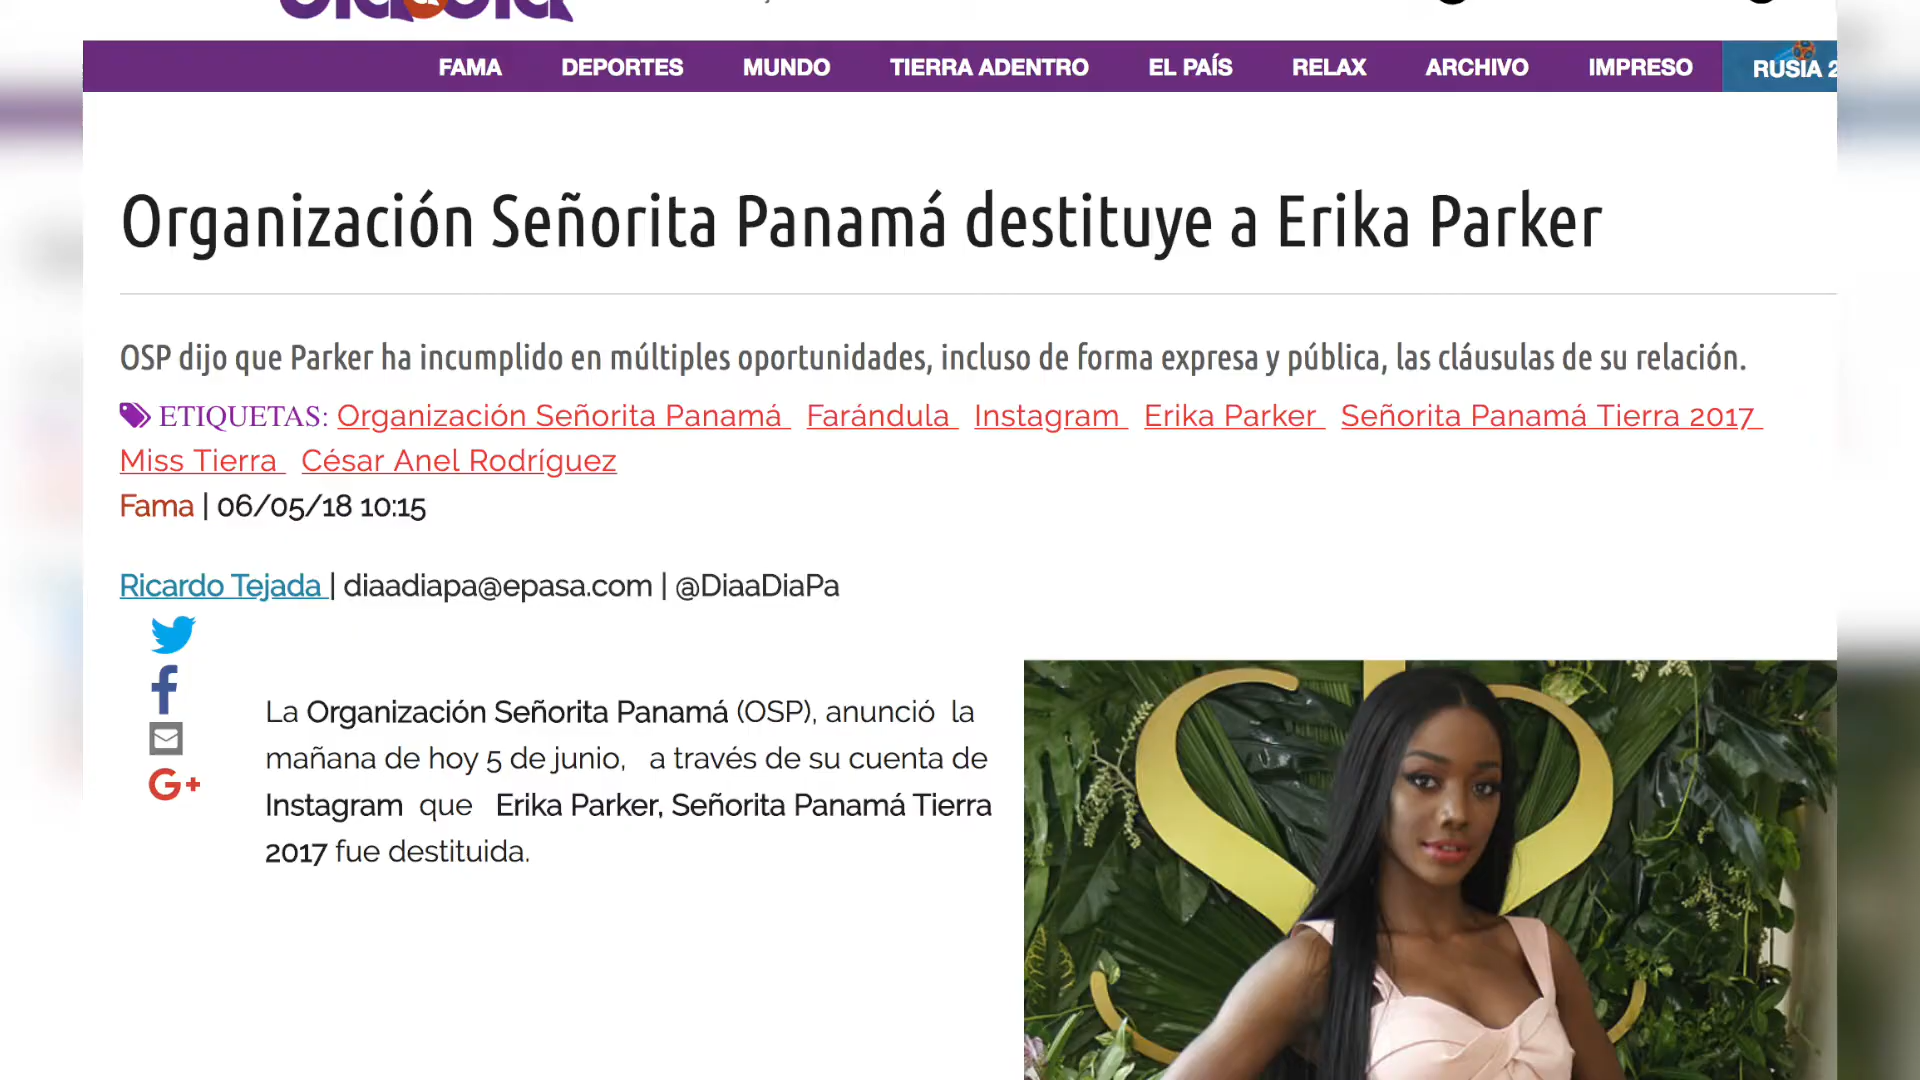 FAMA DEPORTES MUNDO TIERRA ADENTRO EL PAÍS RELAX ARCHIVO IMPRESO RUSIA 2
Organización Señorita Panamá destituye a Erika Parker
OSP dijo que Parker ha incumplido en múltiples oportunidades, incluso de forma expresa y pública, las cláusulas de su relación.
ETIQUETAS: Organización Señorita Panamá Farándula Instagram Erika Parker Señorita Panamá Tierra 2017
Miss Tierra César Anel Rodríguez
Fama | 06/05/18 10:15
Ricardo Tejada | diaadiapa@epasa.com | @DiaaDiaPa
La Organización Señorita Panamá (OSP), anunció la
mañana de hoy 5 de junio, a través de su cuenta de
Instagram que Erika Parker, Señorita Panamá Tierra
2017 fue destituida.
G+